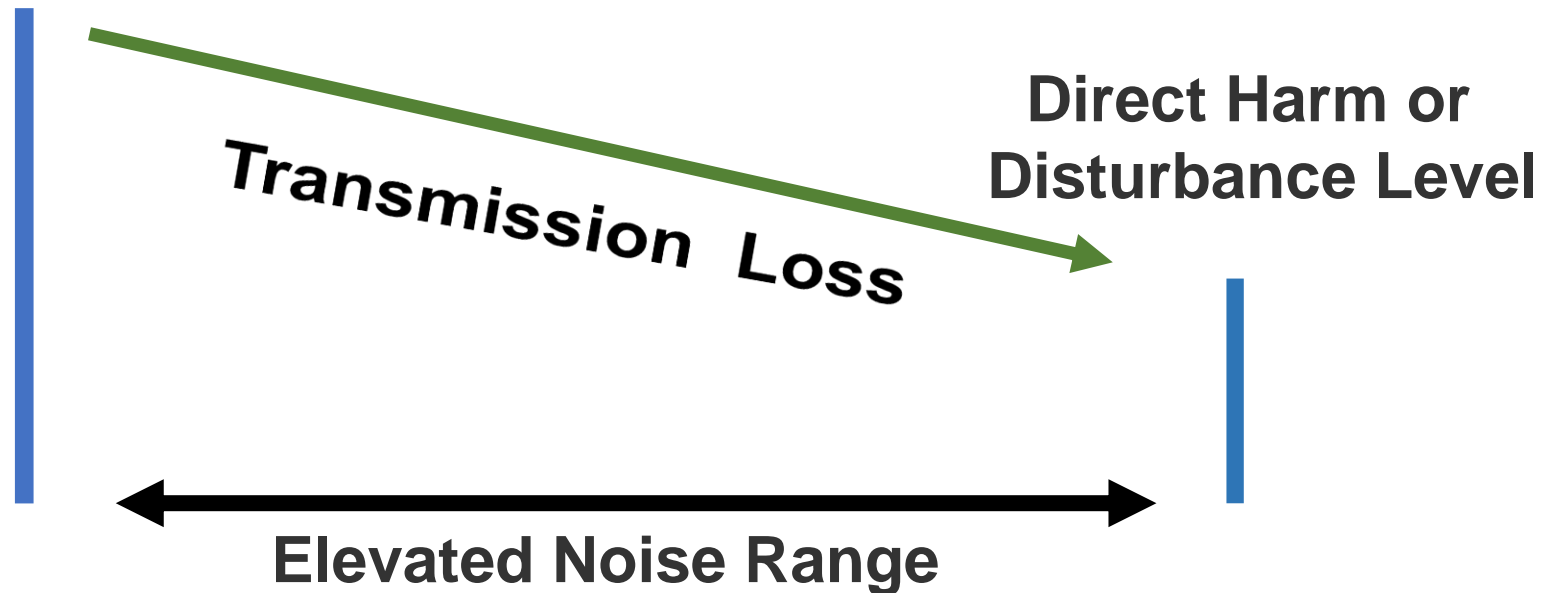 Direct Harm or
Disturbance Level
Transmission Loss
Elevated Noise Range